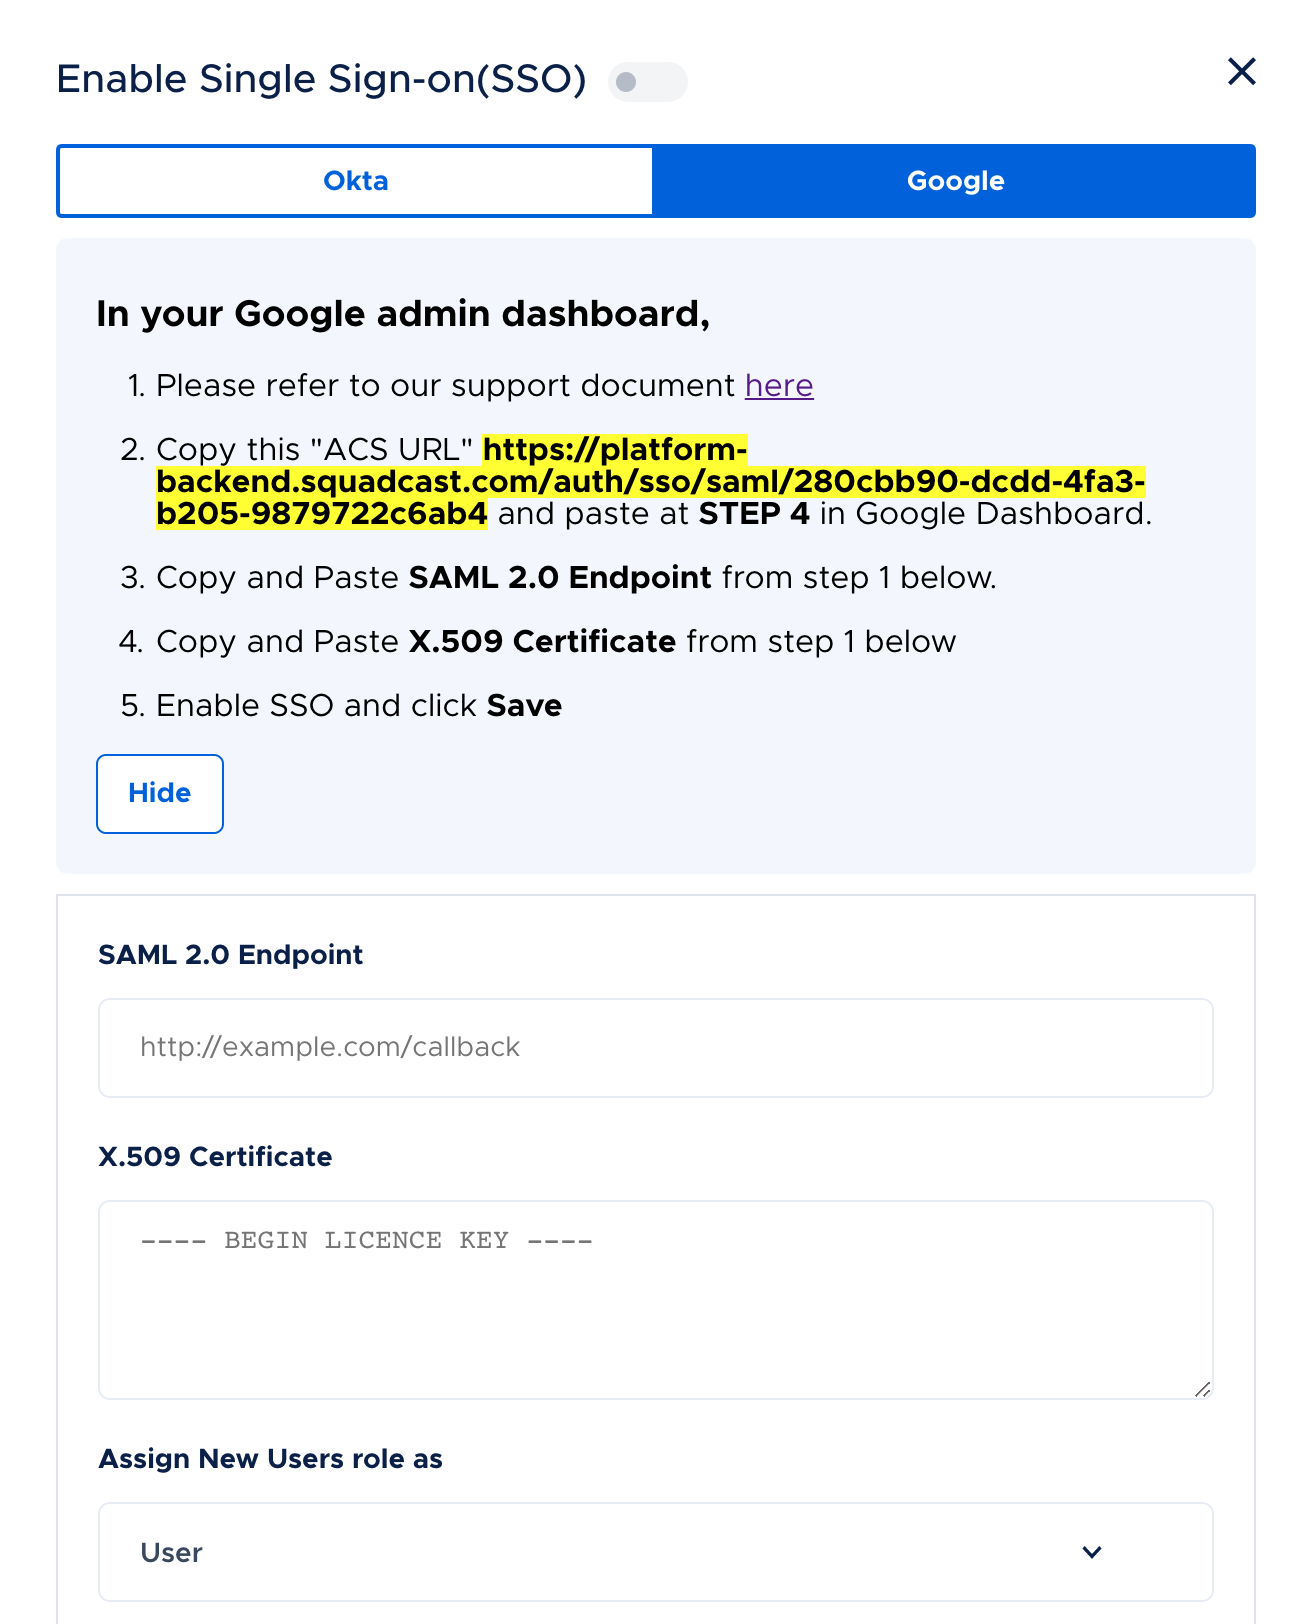 Enable Single Sign-on(SSO)
Okta
Google
In your Google admin dashboard,
1. Please refer to our support document here
2. Copy this "ACS URL" https://platform-
backend.squadcast.com/auth/sso/saml/280cbb90-dcdd-4fa3-
b205-9879722c6ab4 and paste at STEP 4 in Google Dashboard.
3. Copy and Paste SAML 2.0 Endpoint from step 1 below.
4. Copy and Paste X.509 Certificate from step 1 below
5. Enable SSO and click Save
Hide
SAML 2.0 Endpoint
http://example.com/callback
X.509 Certificate
---- BEGIN LICENCE KEY ----
Assign New Users role as
User